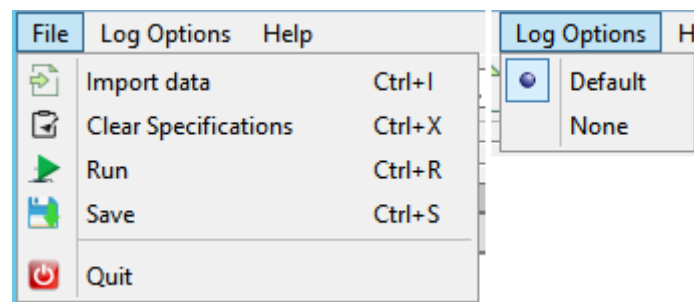 File Log Options Help
Import data Ctrl+I
Clear Specifications Ctrl+X
Run Ctrl+R
Save Ctrl+S
Quit
Log Options H
Default
None